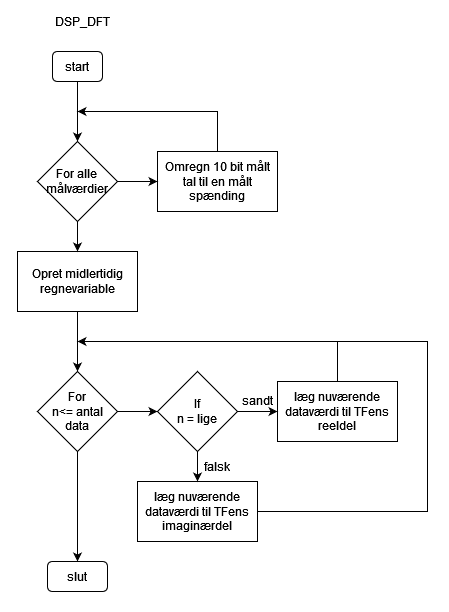 DSP_DFT
start
For alle
målværdier
Omregn 10 bit målt
tal til en målt
spænding
Opret midlertidig
regnevariable
For
n<= antal
data
If
n = lige
sandt
læg nuværende
dataværdi til TFens
reeldel
falsk
læg nuværende
dataværdi til TFens
imaginærdel
slut